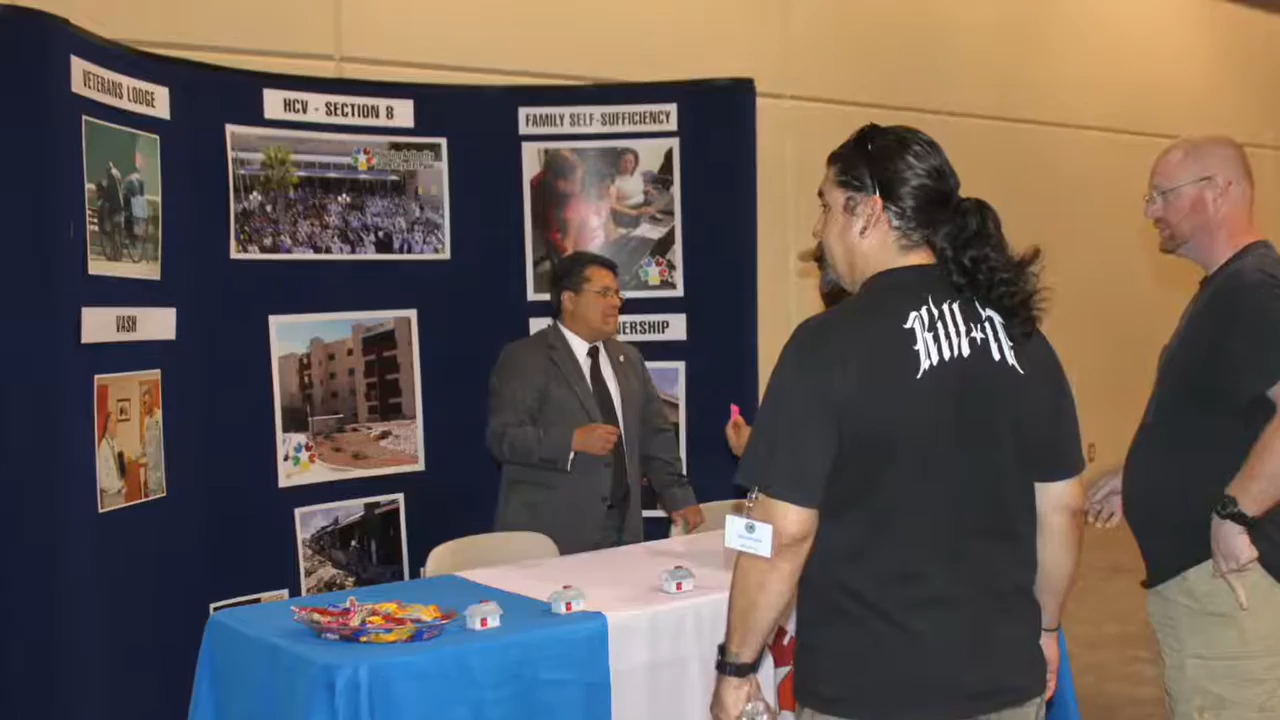 VETERANS LODGE
HCV - SECTION 8
FAMILY SELF-SUFFICIENCY
VASH
NERSHIP
Kill it